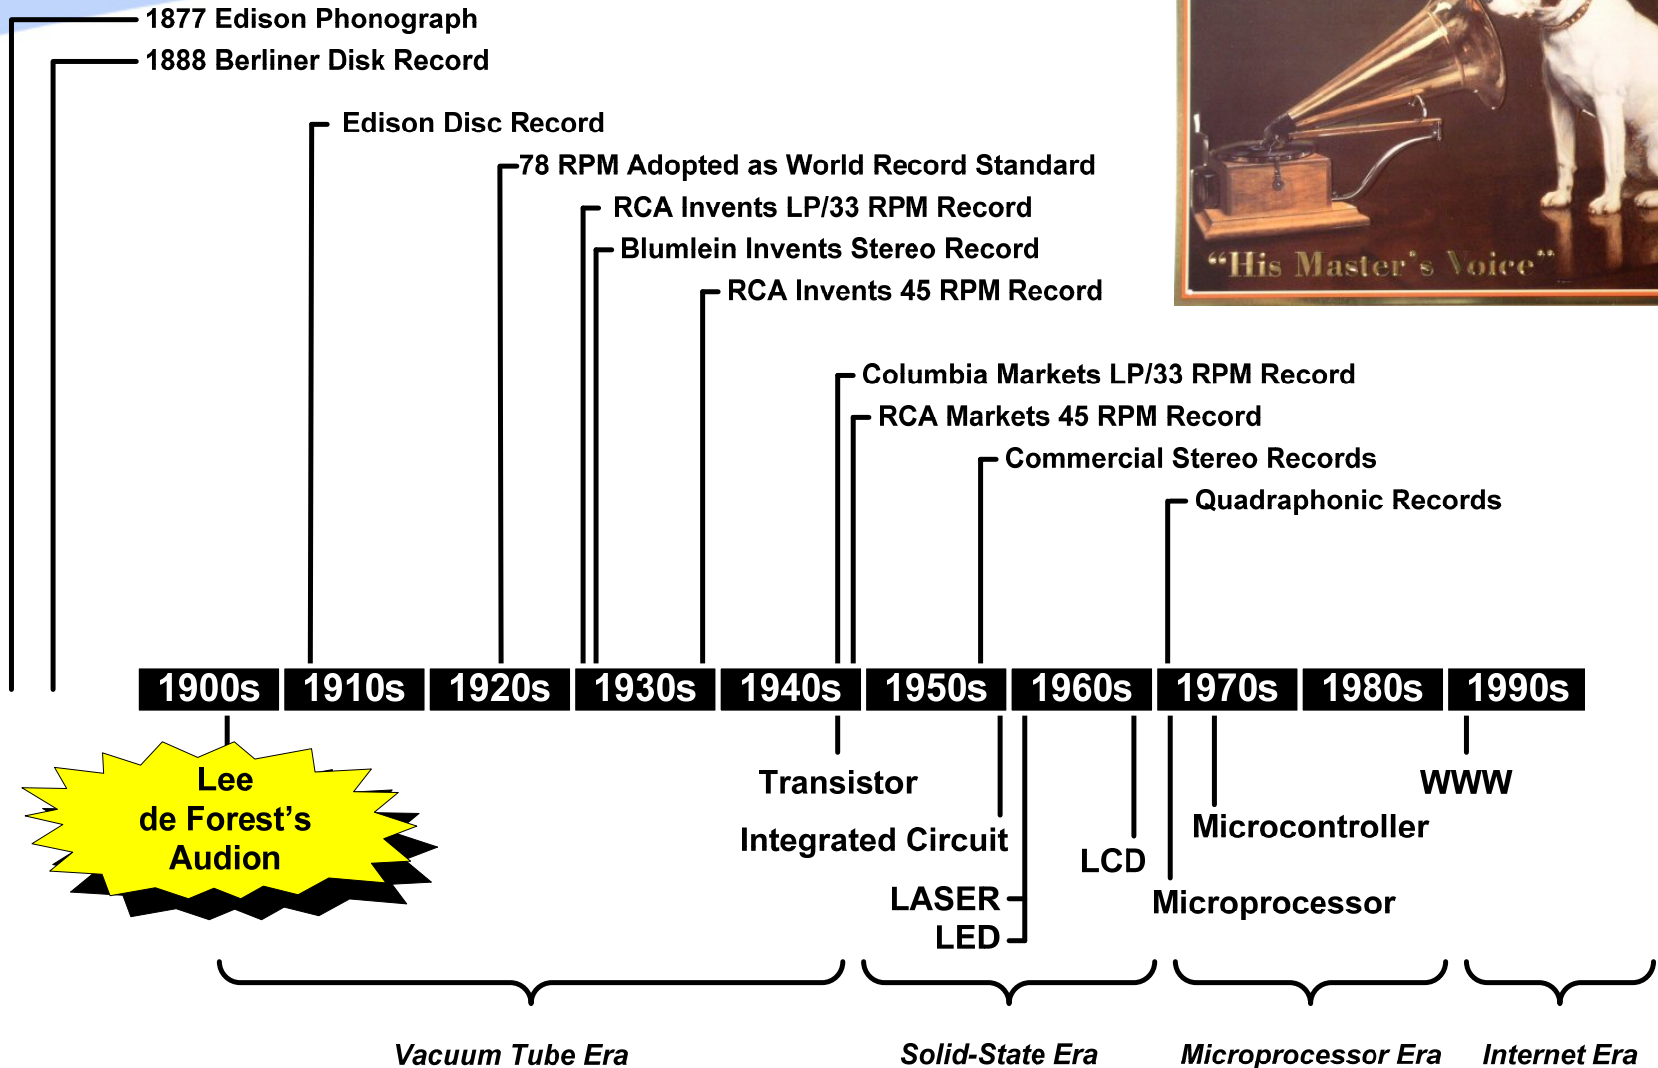 1877 Edison Phonograph
1888 Berliner Disk Record
Edison Disc Record
78 RPM Adopted as World Record Standard
RCA Invents LP/33 RPM Record
Blumlein Invents Stereo Record
RCA Invents 45 RPM Record
“His Master's Voice”
Columbia Markets LP/33 RPM Record
RCA Markets 45 RPM Record
Commercial Stereo Records
Quadraphonic Records
1900s 1910s 1920s 1930s 1940s 1950s 1960s 1970s 1980s 1990s
Lee
de Forest’s
Audion
Transistor
WWW
Integrated Circuit
Microcontroller
LCD
LASER
Microprocessor
LED
Vacuum Tube Era
Solid-State Era
Microprocessor Era
Internet Era